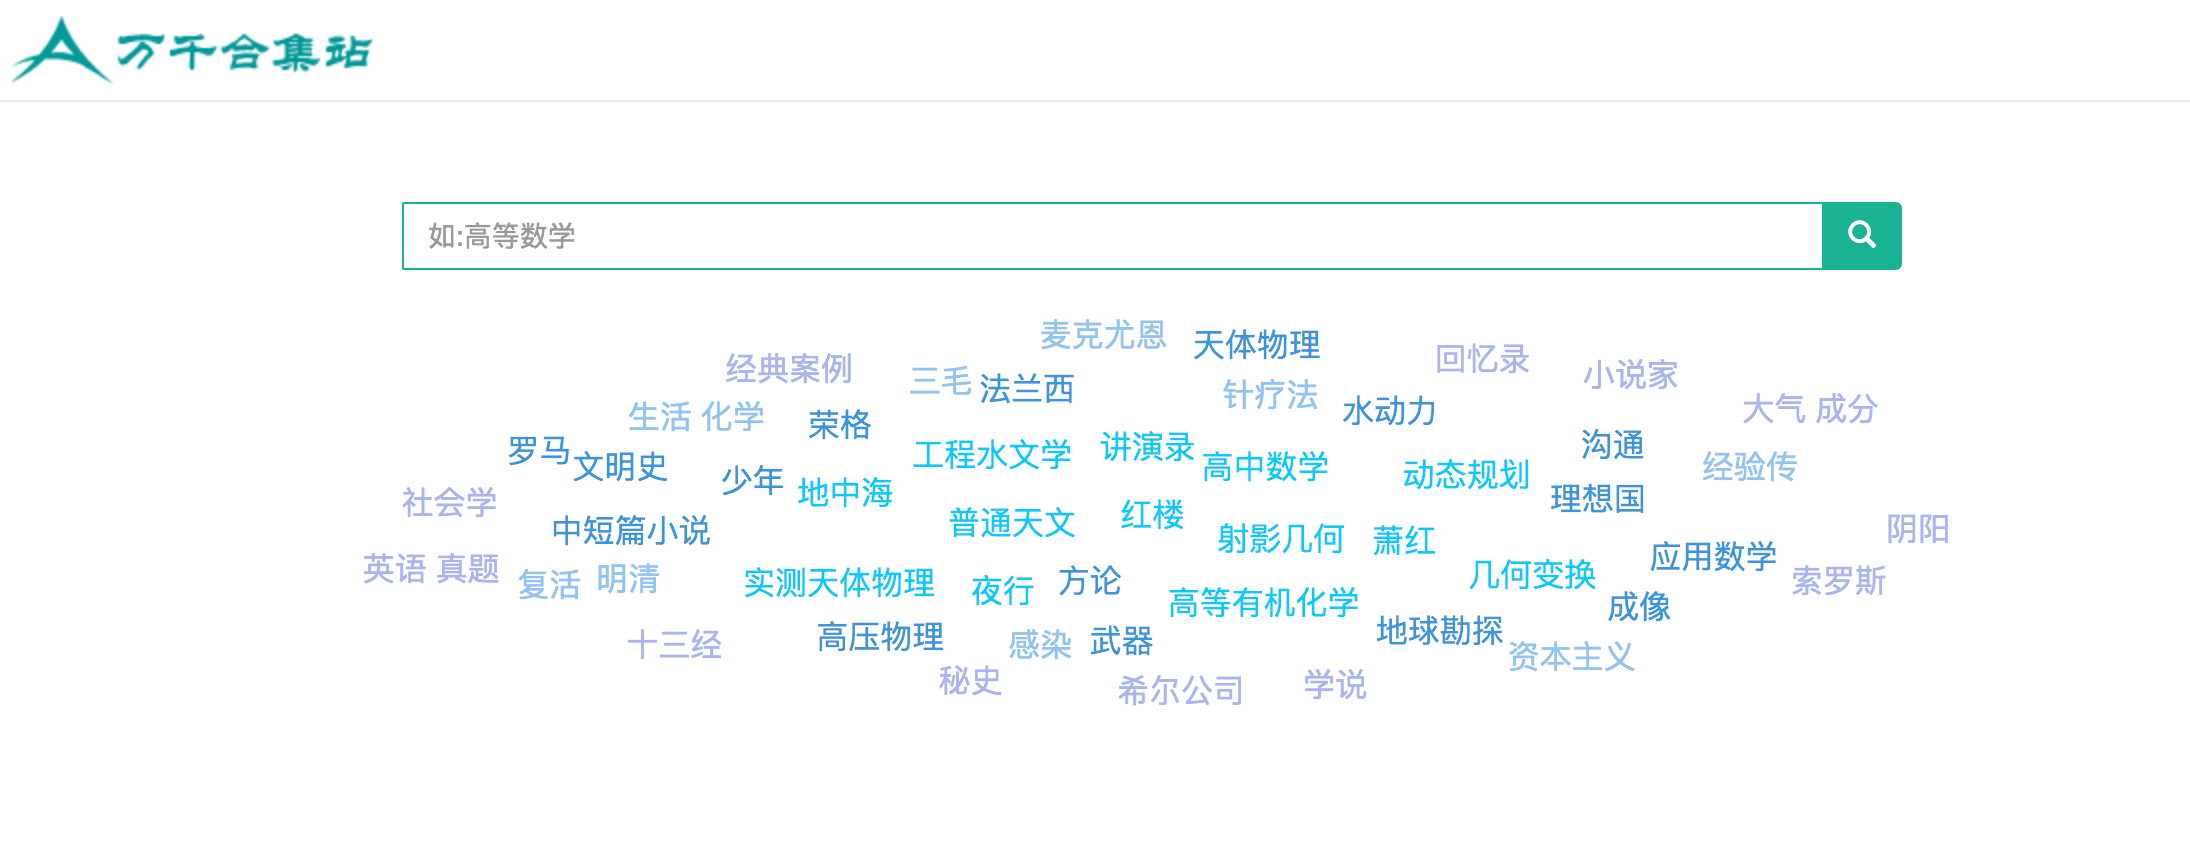 万千合集站
如:高等数学
麦克尤恩
天体物理
回忆录
经典案例
小说家
三毛
法兰西
针疗法
大气 成分
水动力
生活 化学
荣格
沟通
讲演录
罗马
工程水文学
文明史
高中数学
经验传
动态规划
少年
地中海
理想国
社会学
红楼
普通天文
阴阳
中短篇小说
射影几何
萧红
应用数学
英语 真题
几何变换
明清
方论
索罗斯
实测天体物理
复活
夜行
高等有机化学
成像
地球勘探
高压物理
武器
十三经
感染
资本主义
秘史
学说
希尔公司